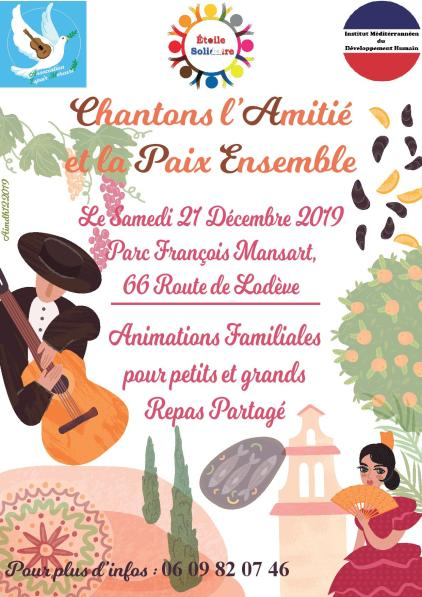 Étoile
Solidaire
Institut Méditerranéen
du
Développement Humain
Chantons l'Amitié
et la Paix Ensemble
Aimdh122019
Le Samedi 21 Décembre 2019
Parc François Mansart,
66 Route de Lodève
Animations Familiales
pour petits et grands
Repas Partagé
Pour plus d'infos : 06 09 82 07 46